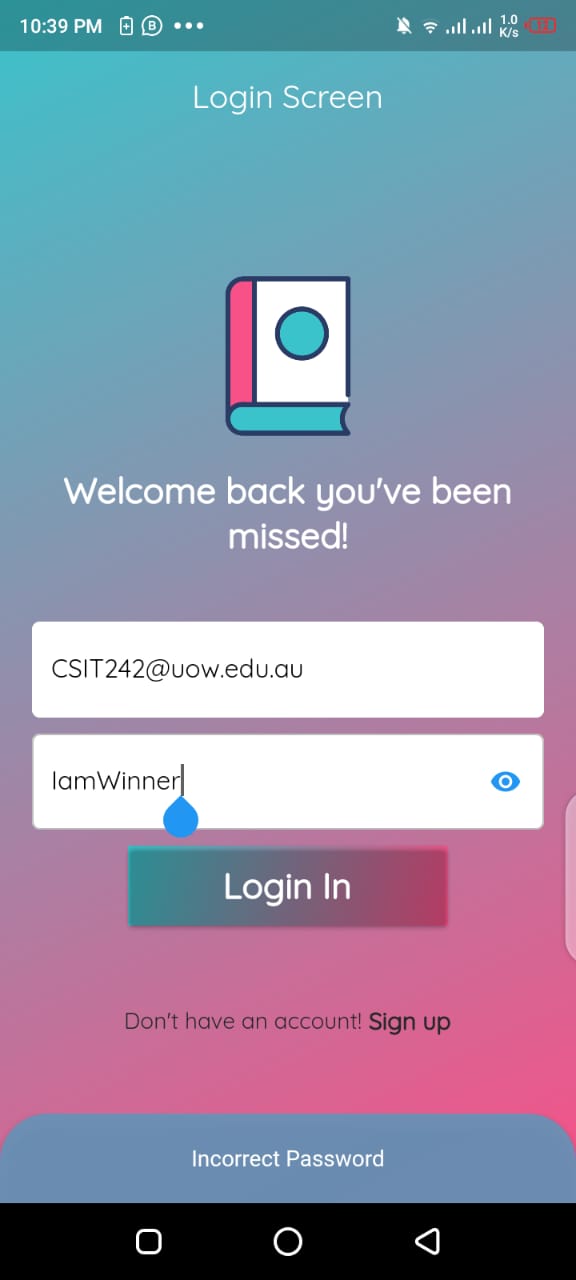 10:39 PM B 1.0 K/s
Login Screen
Welcome back you've been
missed!
CSIT242@uow.edu.au
IamWinner
Login In
Don't have an account! Sign up
Incorrect Password